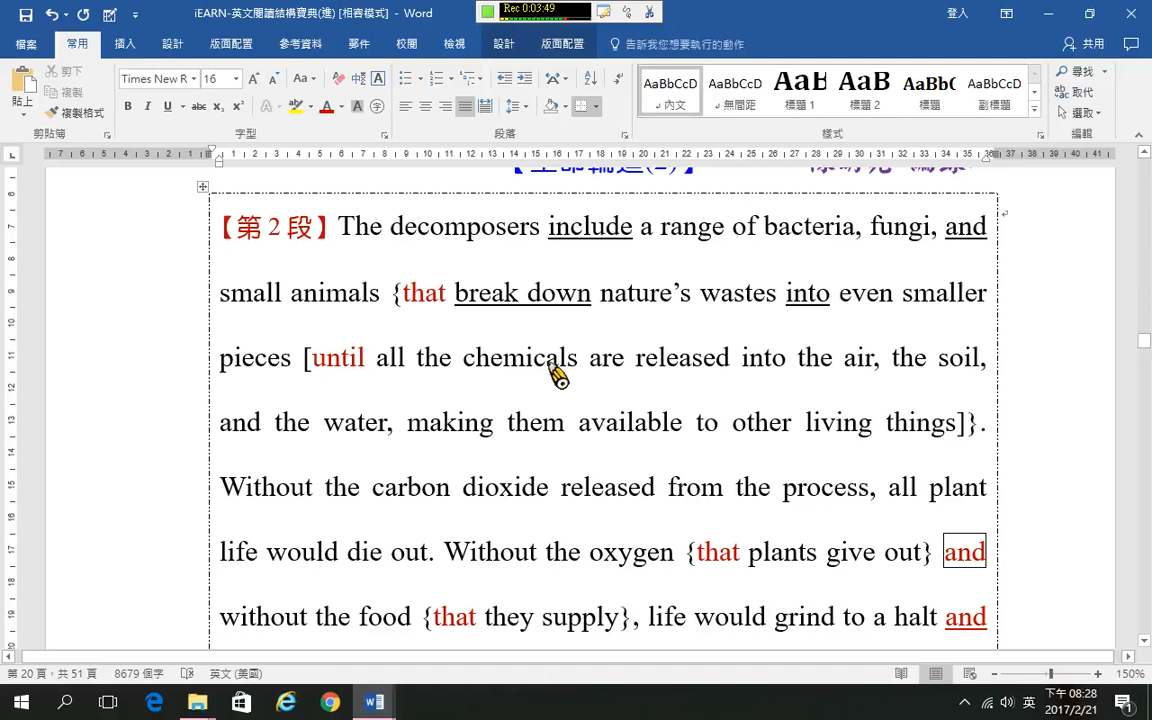 iEARN-英文閱讀結構寶典(進) [相容模式] - Word
Rec 0:03:49
登入
檔案 常用 插入 設計 版面配置 參考資料 郵件 校閱 檢視 設計 版面配置 告訴我您想要執行的動作 共用
貼上
剪下
複製
複製格式
Times New R 16
AaBbCcD AaBbCcD AaBb AaBb AaBb( AaBbCcD
內文 無間距 標題 1 標題 2 標題 副標題
尋找
取代
選取
剪貼簿 字型 段落 樣式 編輯
【第 2 段】The decomposers include a range of bacteria, fungi, and
small animals {that break down nature’s wastes into even smaller
pieces [until all the chemicals are released into the air, the soil,
and the water, making them available to other living things]}.
Without the carbon dioxide released from the process, all plant
life would die out. Without the oxygen {that plants give out} and
without the food {that they supply}, life would grind to a halt and
第 20 頁，共 51 頁 8679 個字 英文 (美國) 150%
英 下午 08:28
2017/2/21